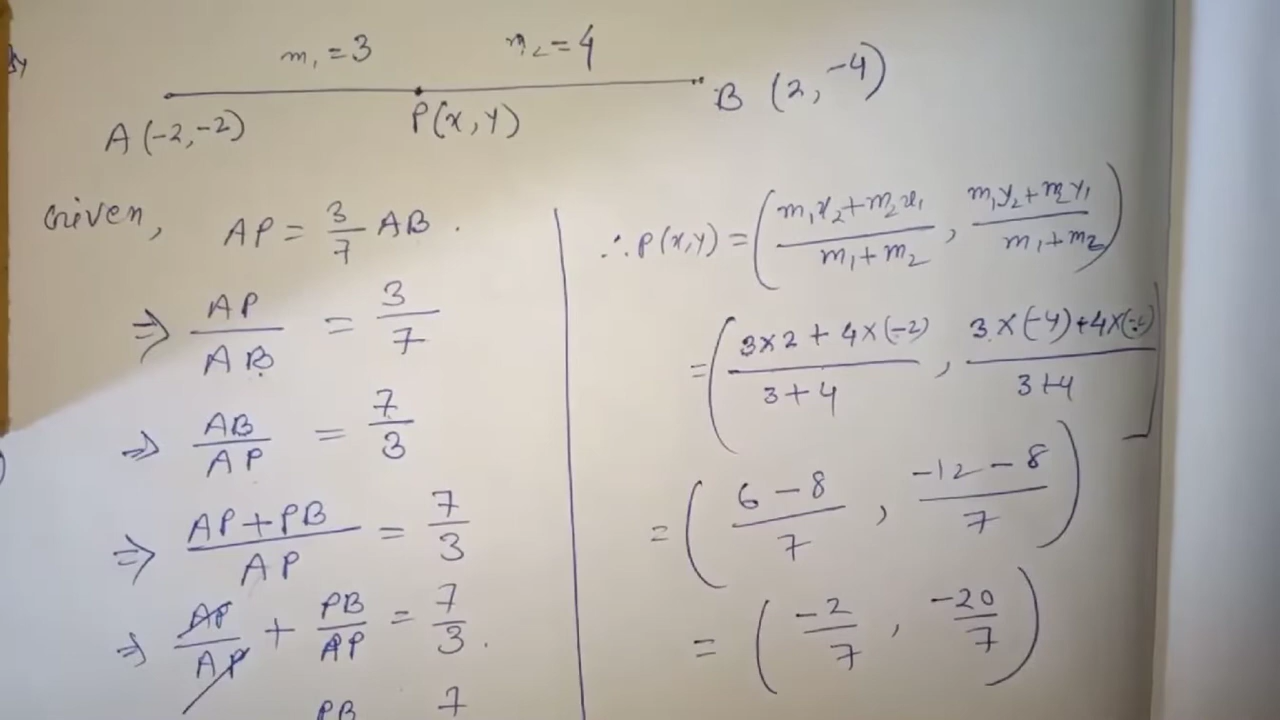 By
m₁ = 3 m₂ = 4
A (-2, -2) P(x, y) B (2, -4)
Given, AP = 3/7 AB .
⇒ AP/AB = 3/7
⇒ AB/AP = 7/3
⇒ (AP + PB)/AP = 7/3
⇒ AP/AP + PB/AP = 7/3 .
PB 7
∴ P(x, y) = ( (m₁x₂ + m₂x₁)/(m₁ + m₂) , (m₁y₂ + m₂y₁)/(m₁ + m₂) )
= ( (3×2 + 4×(-2))/(3+4) , (3×(-4) + 4×(-2))/(3+4) ]
= ( (6 - 8)/7 , (-12 - 8)/7 )
= ( -2/7 , -20/7 )